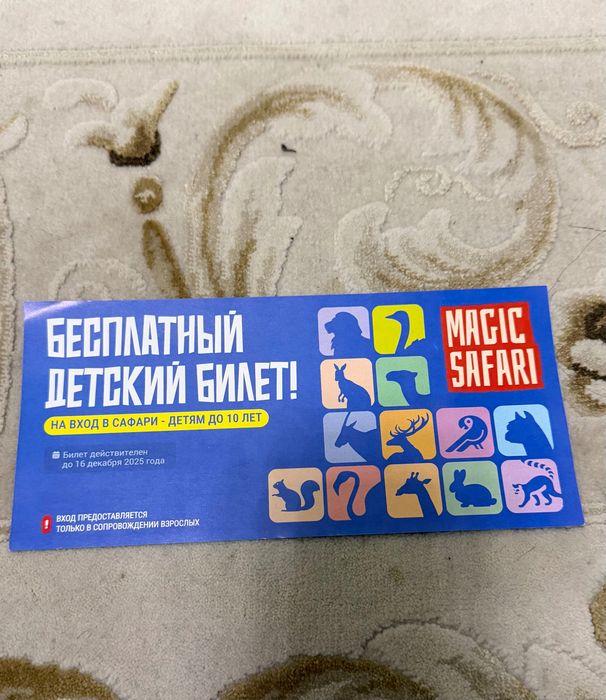 БЕСПЛАТНЫЙ
ДЕТСКИЙ БИЛЕТ!
НА ВХОД В САФАРИ - ДЕТЯМ ДО 10 ЛЕТ
Билет действителен
до 16 декабря 2025 года
ВХОД ПРЕДОСТАВЛЯЕТСЯ
ТОЛЬКО В СОПРОВОЖДЕНИИ ВЗРОСЛЫХ
MAGIC
SAFARI